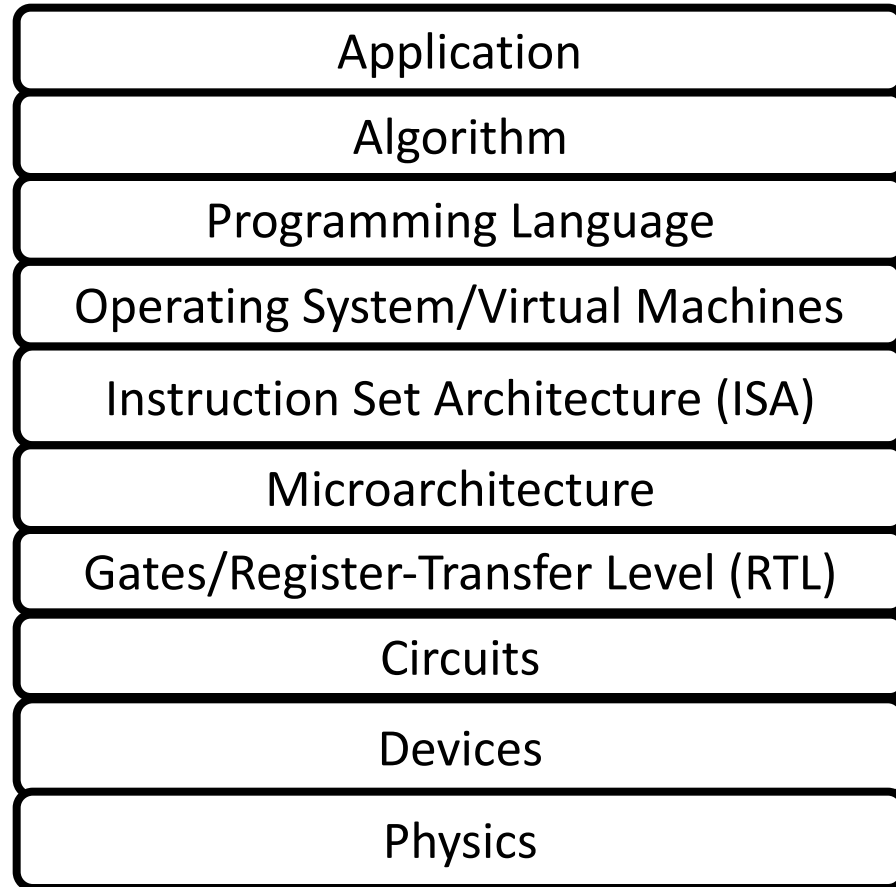 Application
Algorithm
Programming Language
Operating System/Virtual Machines
Instruction Set Architecture (ISA)
Microarchitecture
Gates/Register-Transfer Level (RTL)
Circuits
Devices
Physics